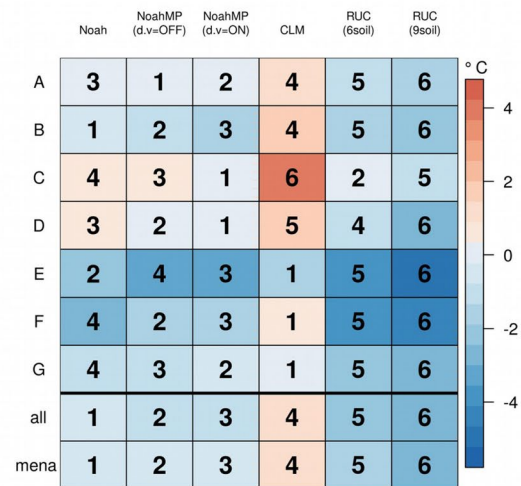 Noah NoahMP (d.v=OFF) NoahMP (d.v=ON) CLM RUC (6soil) RUC (9soil)
° C
A 3 1 2 4 5 6
B 1 2 3 4 5 6
C 4 3 1 6 2 5
D 3 2 1 5 4 6
E 2 4 3 1 5 6
F 4 2 3 1 5 6
G 4 3 2 1 5 6
all 1 2 3 4 5 6
mena 1 2 3 4 5 6
4
2
0
-2
-4